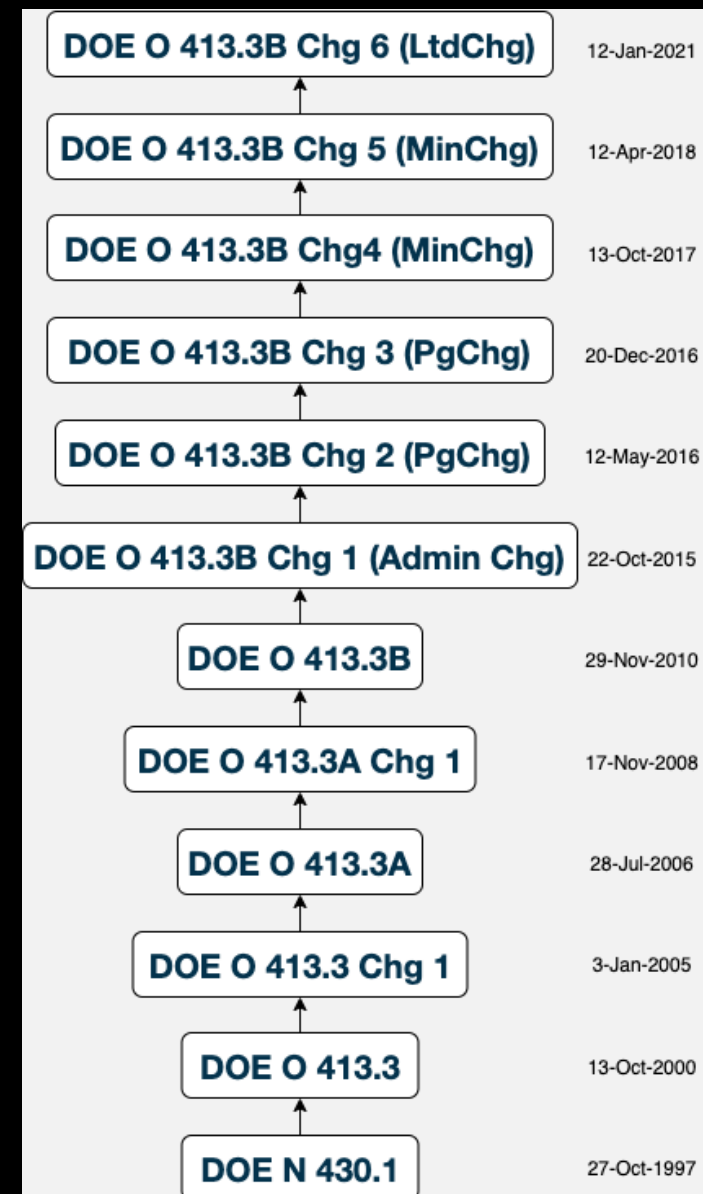 DOE O 413.3B Chg 6 (LtdChg) 12-Jan-2021
DOE O 413.3B Chg 5 (MinChg) 12-Apr-2018
DOE O 413.3B Chg4 (MinChg) 13-Oct-2017
DOE O 413.3B Chg 3 (PgChg) 20-Dec-2016
DOE O 413.3B Chg 2 (PgChg) 12-May-2016
DOE O 413.3B Chg 1 (Admin Chg) 22-Oct-2015
DOE O 413.3B 29-Nov-2010
DOE O 413.3A Chg 1 17-Nov-2008
DOE O 413.3A 28-Jul-2006
DOE O 413.3 Chg 1 3-Jan-2005
DOE O 413.3 13-Oct-2000
DOE N 430.1 27-Oct-1997